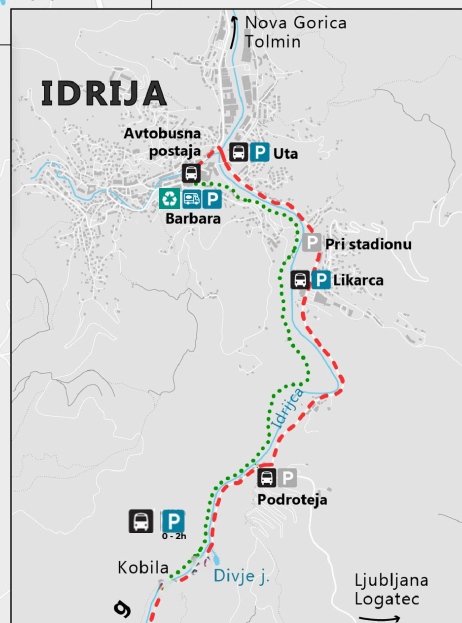 Nova Gorica
Tolmin
IDRIJA
Avtobusna
postaja
P Uta
P
Barbara
P Pri stadionu
P Likarca
Idrijca
P
Podroteja
P
0 - 2h
Kobila
Divje j.
Ljubljana
Logatec
g